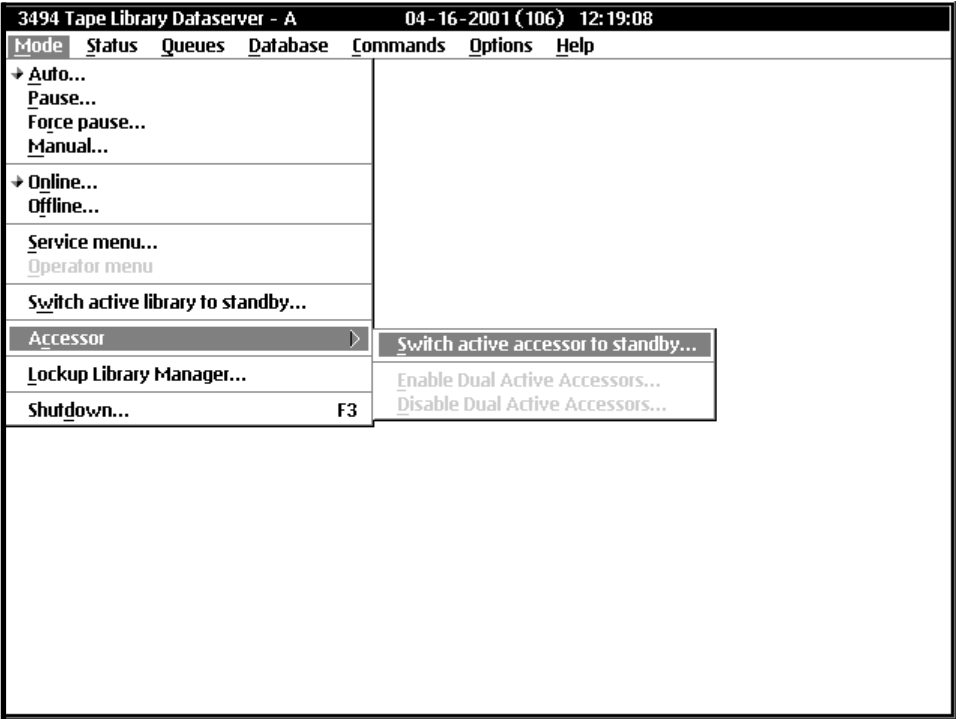 3494 Tape Library Dataserver - A 04-16-2001 (106) 12:19:08
Mode Status Queues Database Commands Options Help
Auto...
Pause...
Force pause...
Manual...
Online...
Offline...
Service menu...
Operator menu
Switch active library to standby...
Accessor
Switch active accessor to standby...
Enable Dual Active Accessors...
Disable Dual Active Accessors...
Lockup Library Manager...
Shutdown... F3